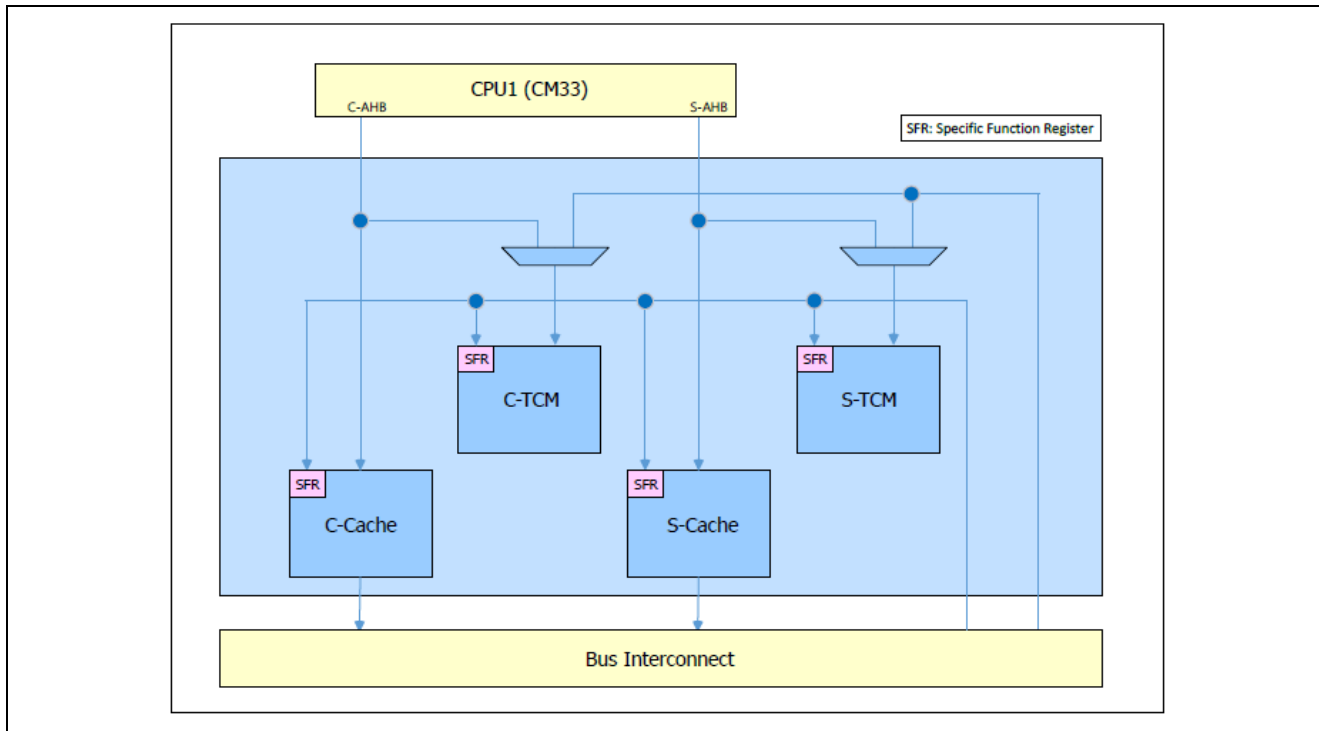 CPU1 (CM33)
C-AHB
S-AHB
SFR: Specific Function Register
SFR
C-TCM
SFR
S-TCM
SFR
C-Cache
SFR
S-Cache
Bus Interconnect